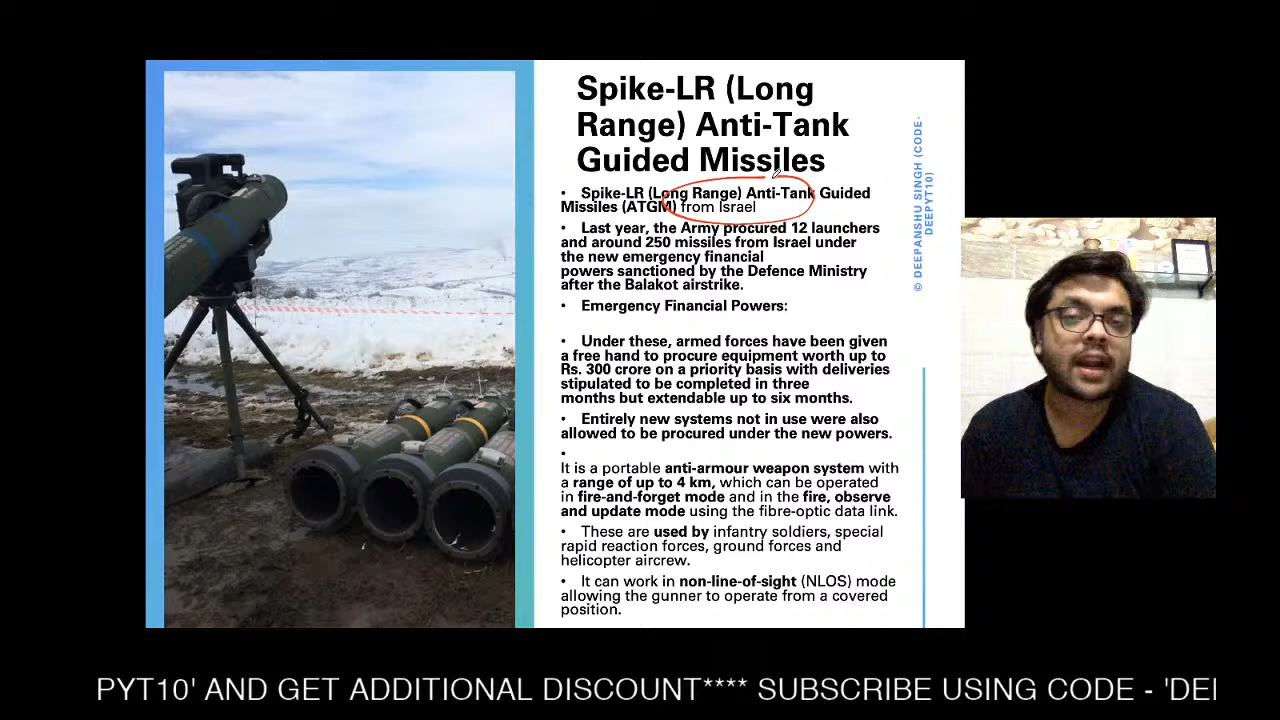 Spike-LR (Long
Range) Anti-Tank
Guided Missiles
• Spike-LR (Long Range) Anti-Tank Guided
Missiles (ATGM) from Israel
• Last year, the Army procured 12 launchers
and around 250 missiles from Israel under
the new emergency financial
powers sanctioned by the Defence Ministry
after the Balakot airstrike.
• Emergency Financial Powers:
• Under these, armed forces have been given
a free hand to procure equipment worth up to
Rs. 300 crore on a priority basis with deliveries
stipulated to be completed in three
months but extendable up to six months.
• Entirely new systems not in use were also
allowed to be procured under the new powers.
•
It is a portable anti-armour weapon system with
a range of up to 4 km, which can be operated
in fire-and-forget mode and in the fire, observe
and update mode using the fibre-optic data link.
• These are used by infantry soldiers, special
rapid reaction forces, ground forces and
helicopter aircrew.
• It can work in non-line-of-sight (NLOS) mode
allowing the gunner to operate from a covered
position.
© DEEPANSHU SINGH (CODE-
DEEPYT10)
PYT10' AND GET ADDITIONAL DISCOUNT**** SUBSCRIBE USING CODE - 'DEI